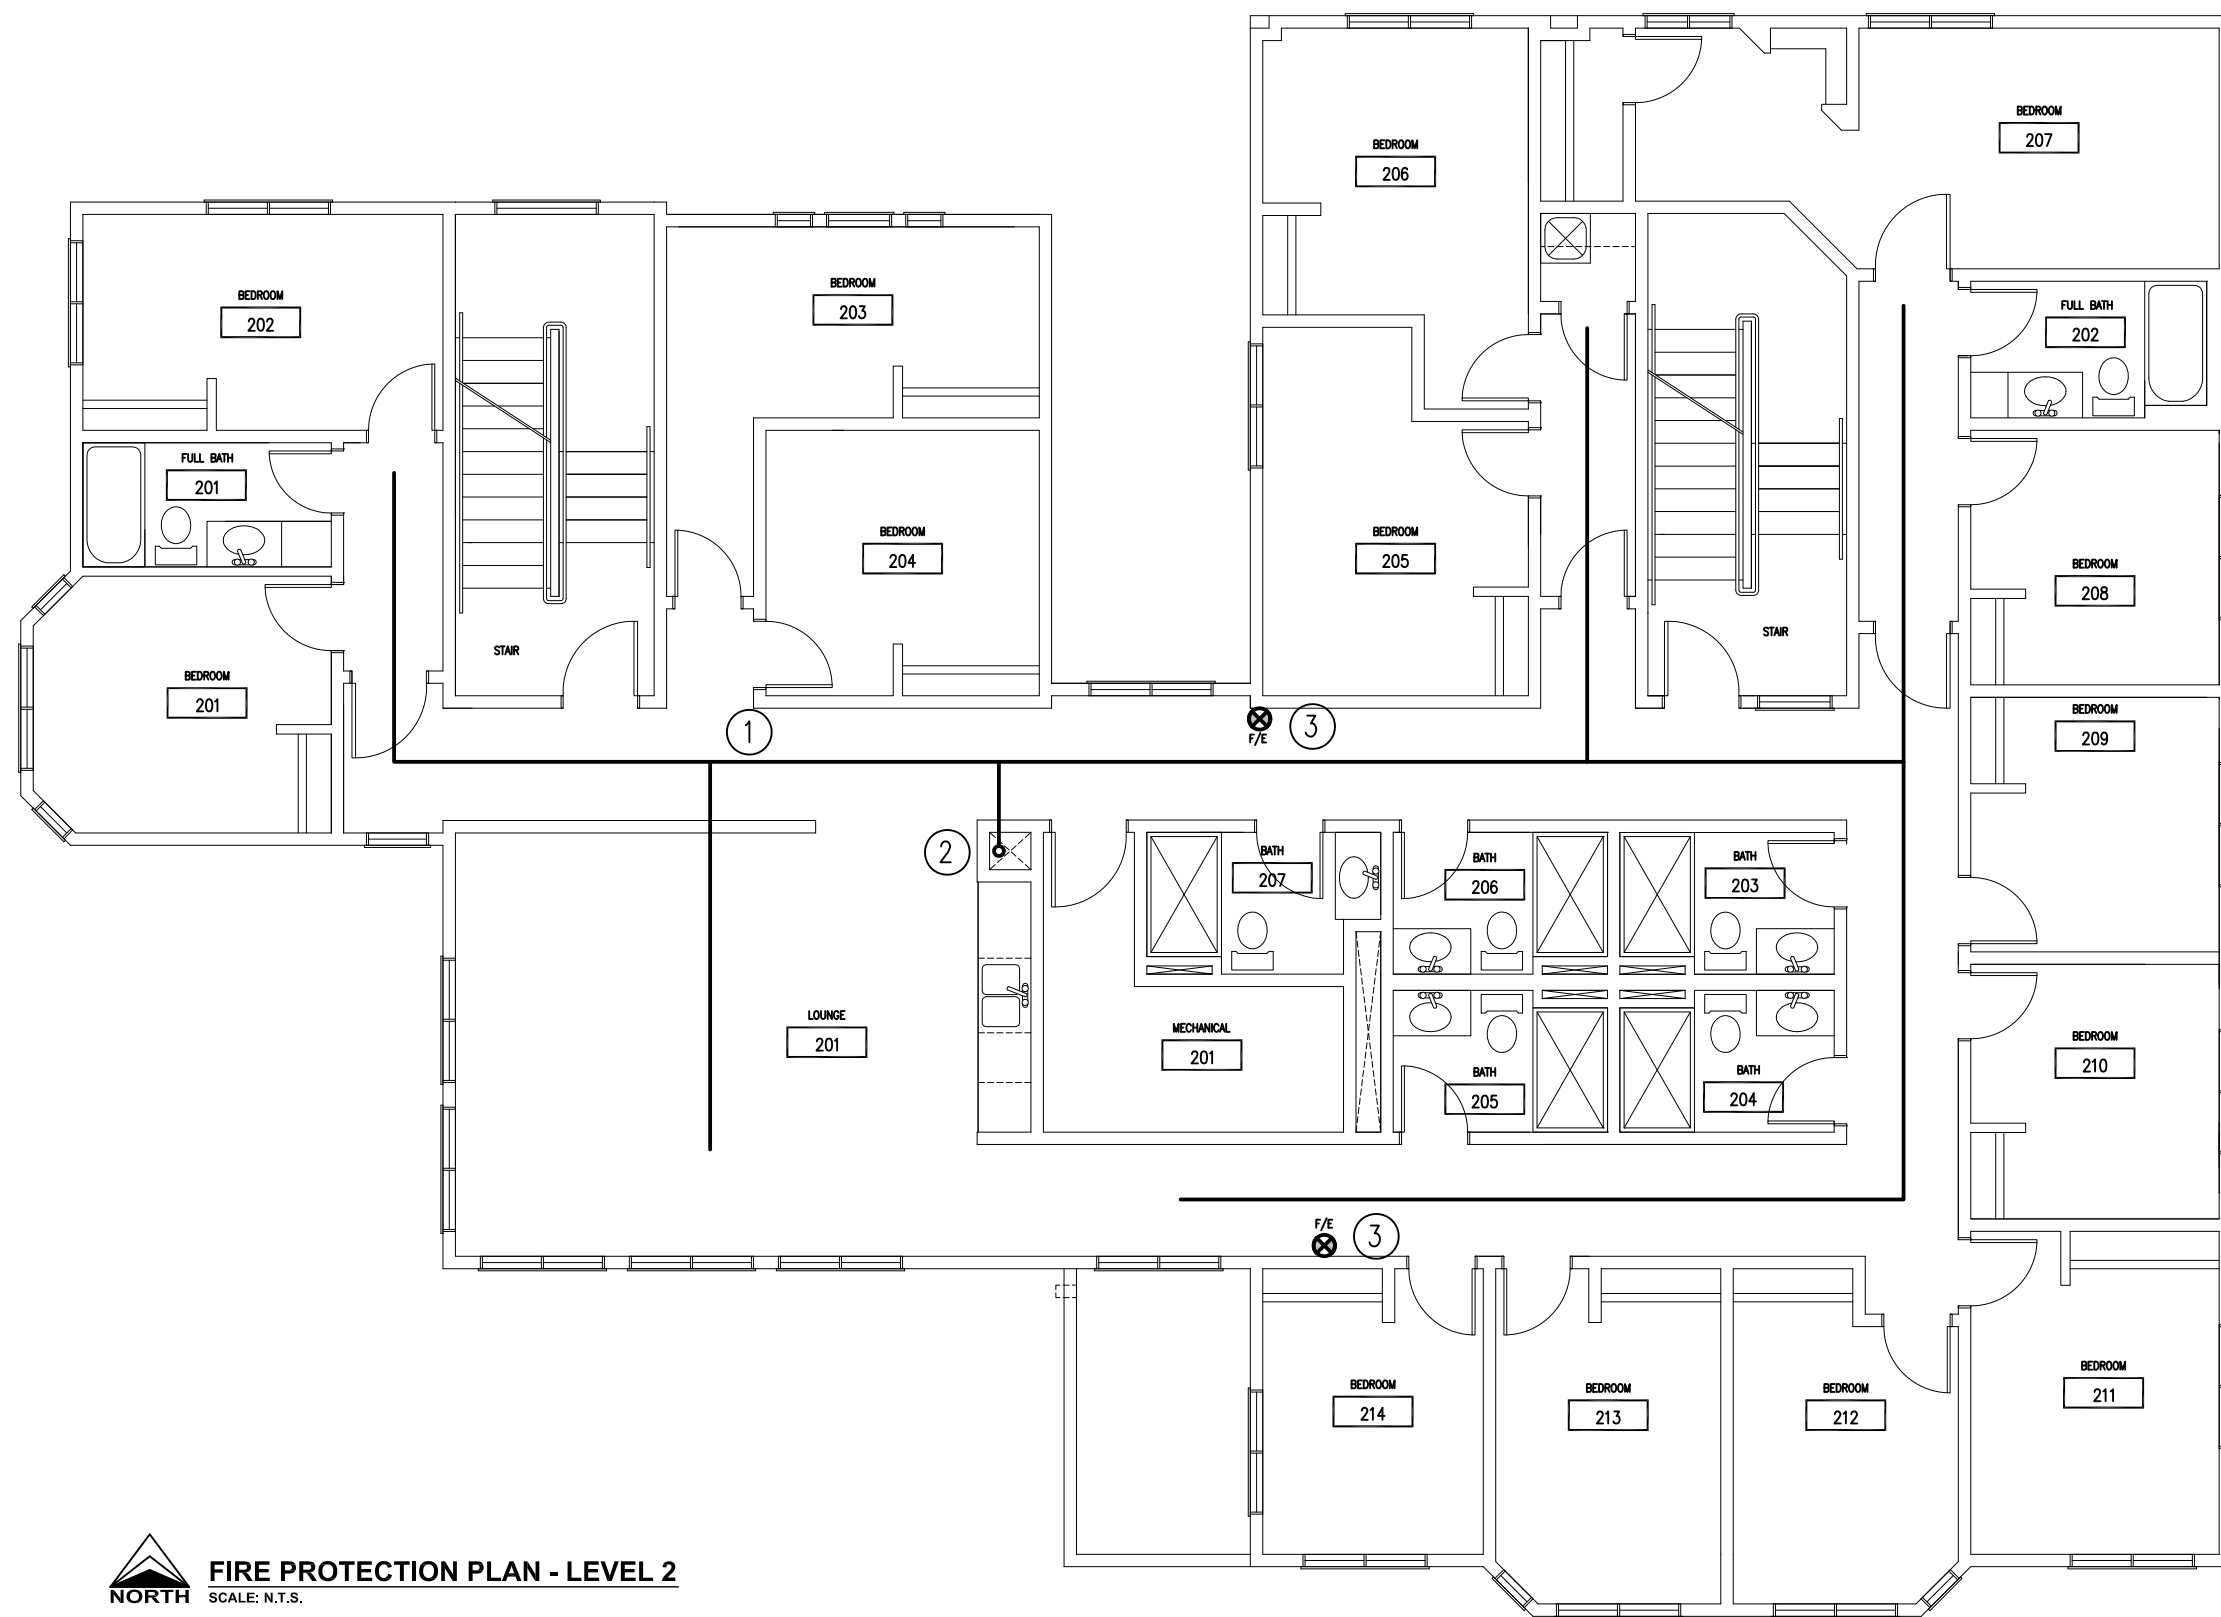 BEDROOM
207
BEDROOM
206
BEDROOM
203
BEDROOM
202
FULL BATH
202
FULL BATH
201
BEDROOM
204
BEDROOM
205
BEDROOM
208
STAIR
STAIR
BEDROOM
201
BEDROOM
209
1
F/E
3
2
BATH
207
BATH
206
BATH
203
LOUNGE
201
MECHANICAL
201
BATH
205
BATH
204
BEDROOM
210
F/E
3
BEDROOM
214
BEDROOM
213
BEDROOM
212
BEDROOM
211
NORTH
FIRE PROTECTION PLAN - LEVEL 2
SCALE: N.T.S.